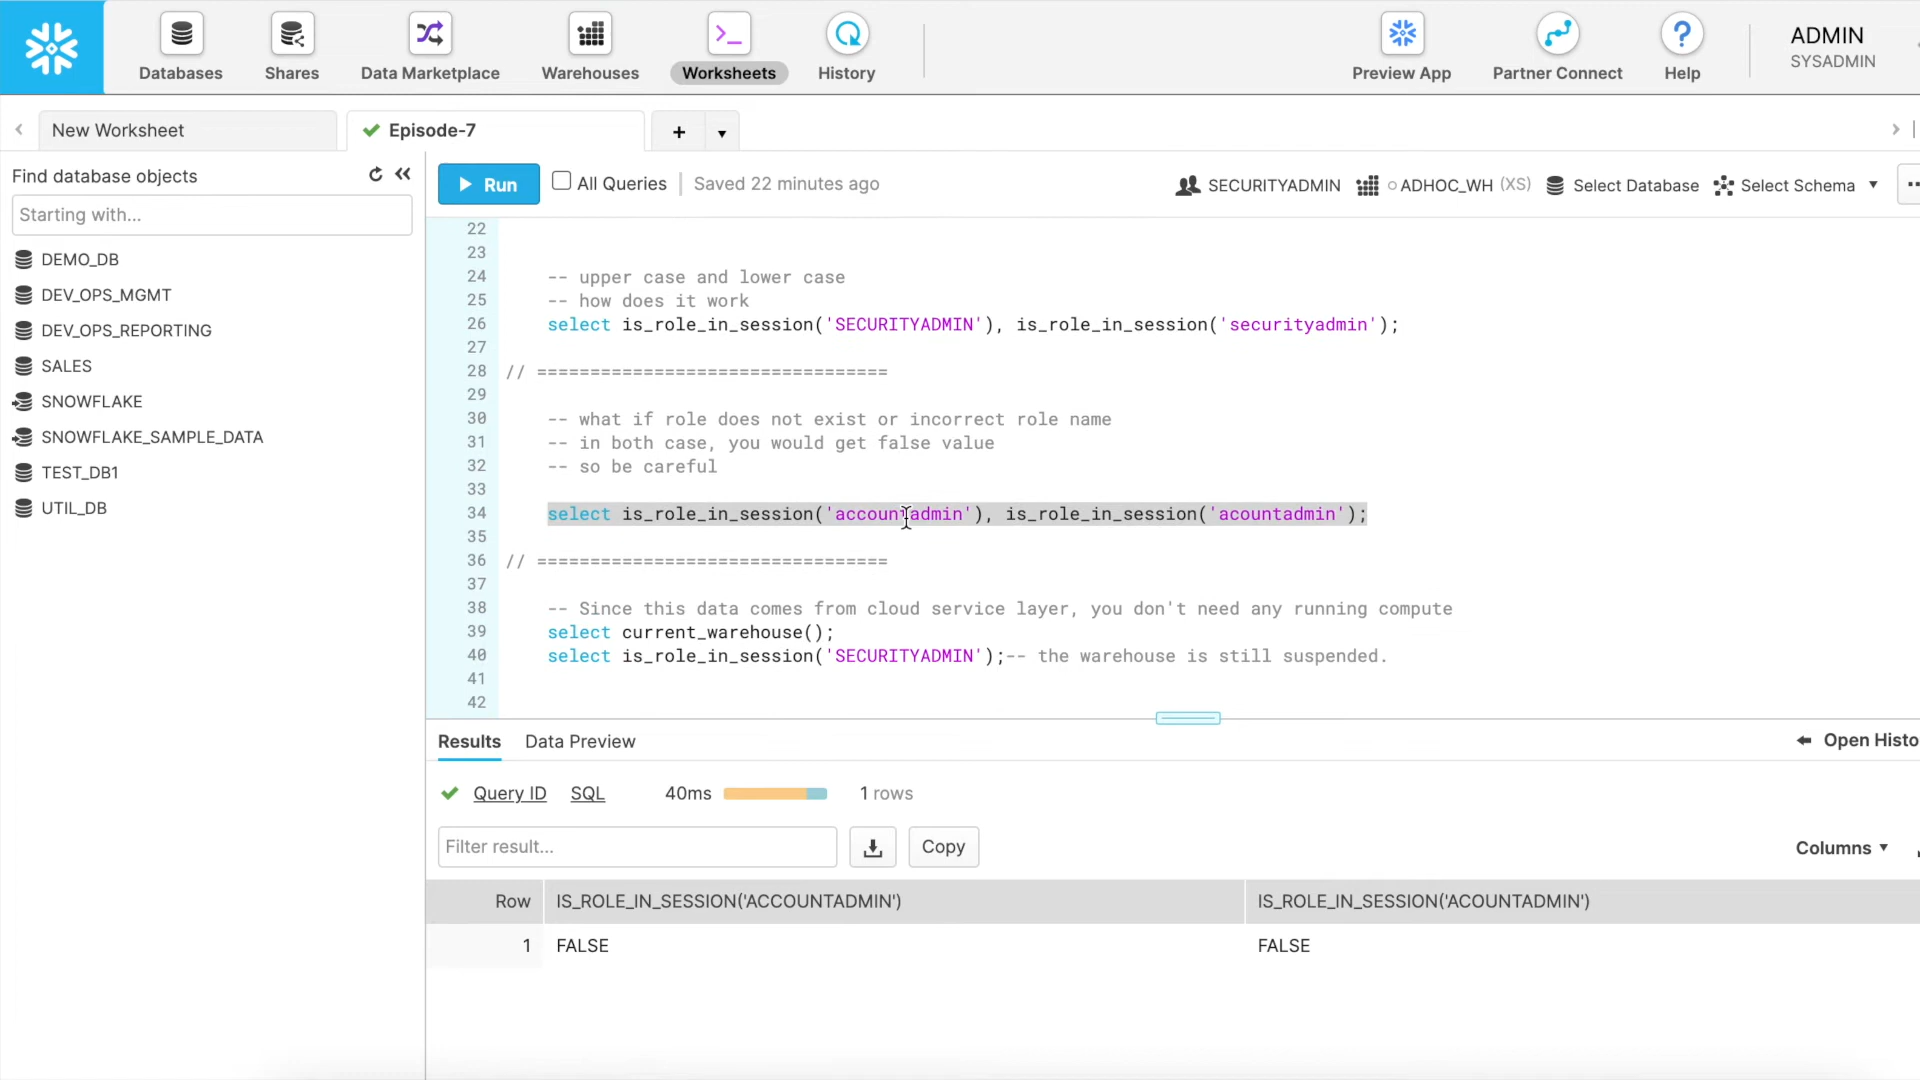 Databases
Shares
Data Marketplace
Warehouses
Worksheets
History
Preview App
Partner Connect
Help
ADMIN
SYSADMIN
New Worksheet
Episode-7
Find database objects
Starting with...
DEMO_DB
DEV_OPS_MGMT
DEV_OPS_REPORTING
SALES
SNOWFLAKE
SNOWFLAKE_SAMPLE_DATA
TEST_DB1
UTIL_DB
Run
All Queries
Saved 22 minutes ago
SECURITYADMIN
ADHOC_WH (XS)
Select Database
Select Schema
22
23
24 -- upper case and lower case
25 -- how does it work
26 select is_role_in_session('SECURITYADMIN'), is_role_in_session('securityadmin');
27
28 // =================================
29
30 -- what if role does not exist or incorrect role name
31 -- in both case, you would get false value
32 -- so be careful
33
34 select is_role_in_session('accountadmin'), is_role_in_session('acountadmin');
35
36 // =================================
37
38 -- Since this data comes from cloud service layer, you don't need any running compute
39 select current_warehouse();
40 select is_role_in_session('SECURITYADMIN');-- the warehouse is still suspended.
41
42
Results
Data Preview
Open Histo
Query ID
SQL
40ms
1 rows
Filter result...
Copy
Columns
Row IS_ROLE_IN_SESSION('ACCOUNTADMIN') IS_ROLE_IN_SESSION('ACOUNTADMIN')
1 FALSE FALSE